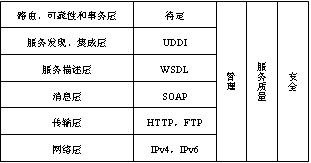 路由、可靠性和事务层 待定
服务发现、集成层 UDDI
服务描述层 WSDL
消息层 SOAP
传输层 HTTP，FTP
网络层 IPv4，IPv6
管理
服务质量
安全